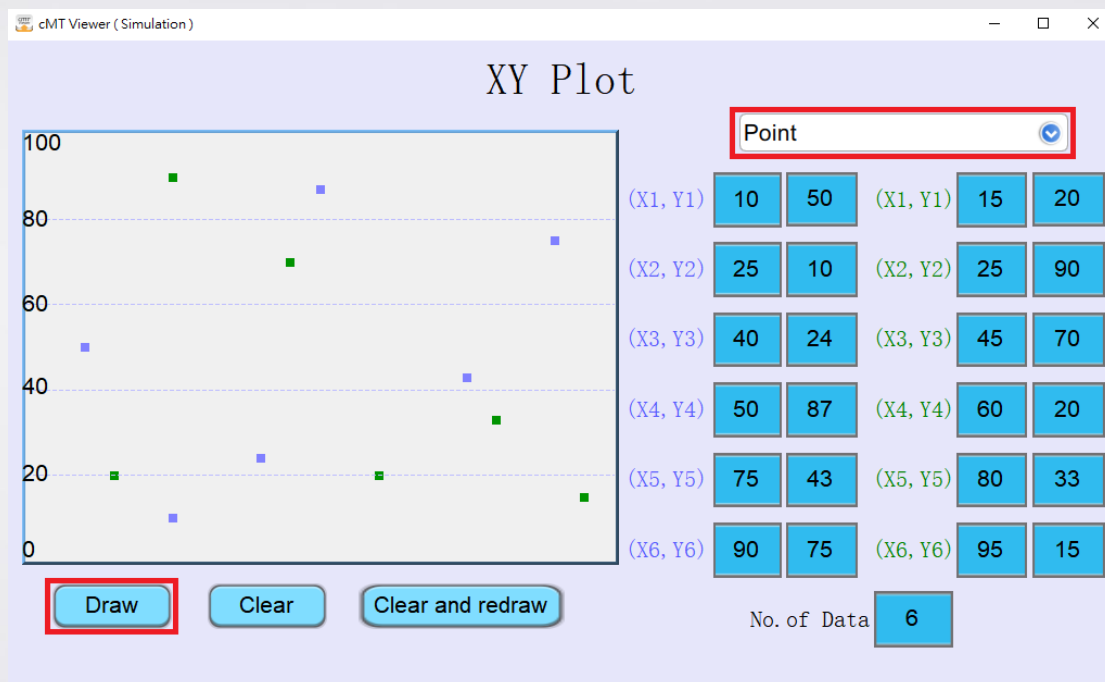 cMT Viewer ( Simulation )
XY Plot
Point
100
80
60
40
20
0
(X1, Y1) 10 50 (X1, Y1) 15 20
(X2, Y2) 25 10 (X2, Y2) 25 90
(X3, Y3) 40 24 (X3, Y3) 45 70
(X4, Y4) 50 87 (X4, Y4) 60 20
(X5, Y5) 75 43 (X5, Y5) 80 33
(X6, Y6) 90 75 (X6, Y6) 95 15
Draw Clear Clear and redraw
No.of Data 6